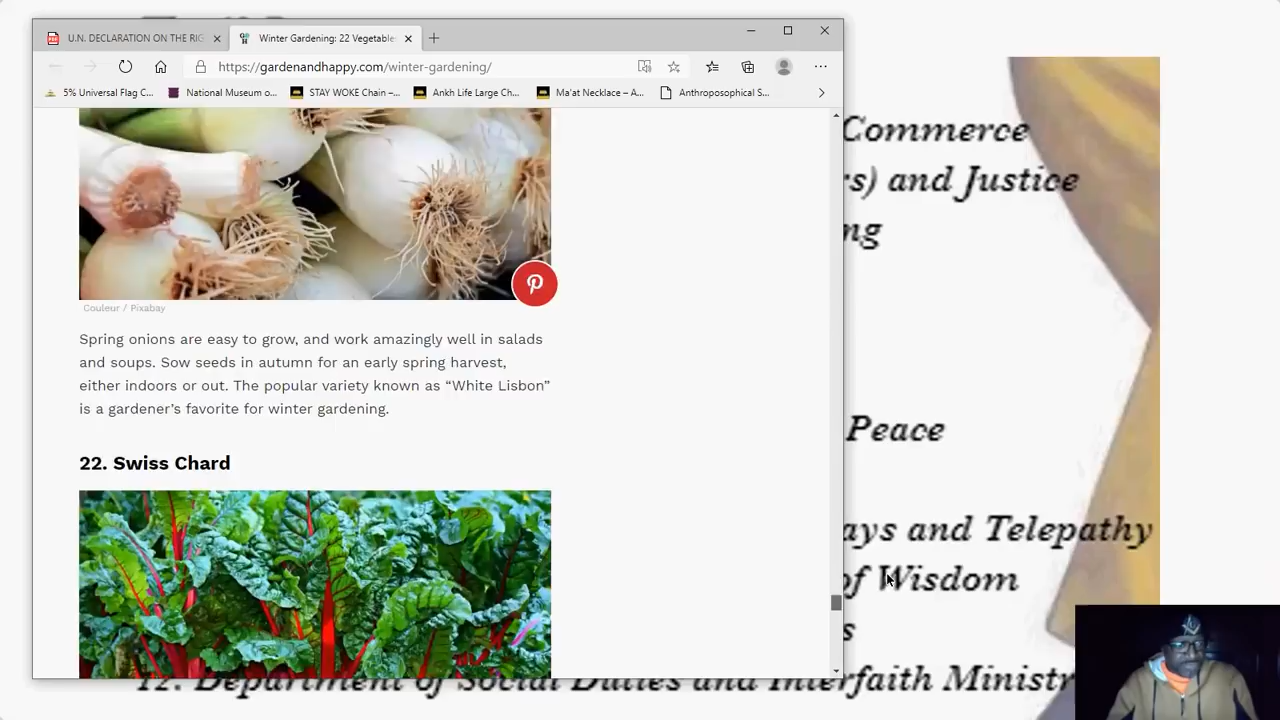 U.N. DECLARATION ON THE RIG
Winter Gardening: 22 Vegetable
https://gardenandhappy.com/winter-gardening/
5% Universal Flag C...
National Museum o...
STAY WOKE Chain –...
Ankh Life Large Ch...
Ma'at Necklace – A...
Anthroposophical S...
Couleur / Pixabay
Spring onions are easy to grow, and work amazingly well in salads
and soups. Sow seeds in autumn for an early spring harvest,
either indoors or out. The popular variety known as “White Lisbon”
is a gardener’s favorite for winter gardening.
22. Swiss Chard
Commerce
rs) and Justice
ng
Peace
ays and Telepathy
of Wisdom
s
12. Department of Social Duties and Interfaith Ministr